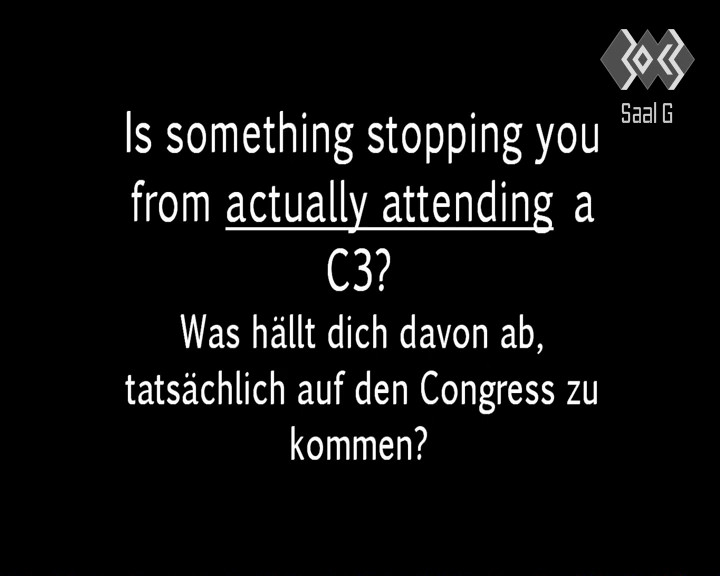 Saal G
Is something stopping you
from actually attending a
C3?
Was hällt dich davon ab,
tatsächlich auf den Congress zu
kommen?